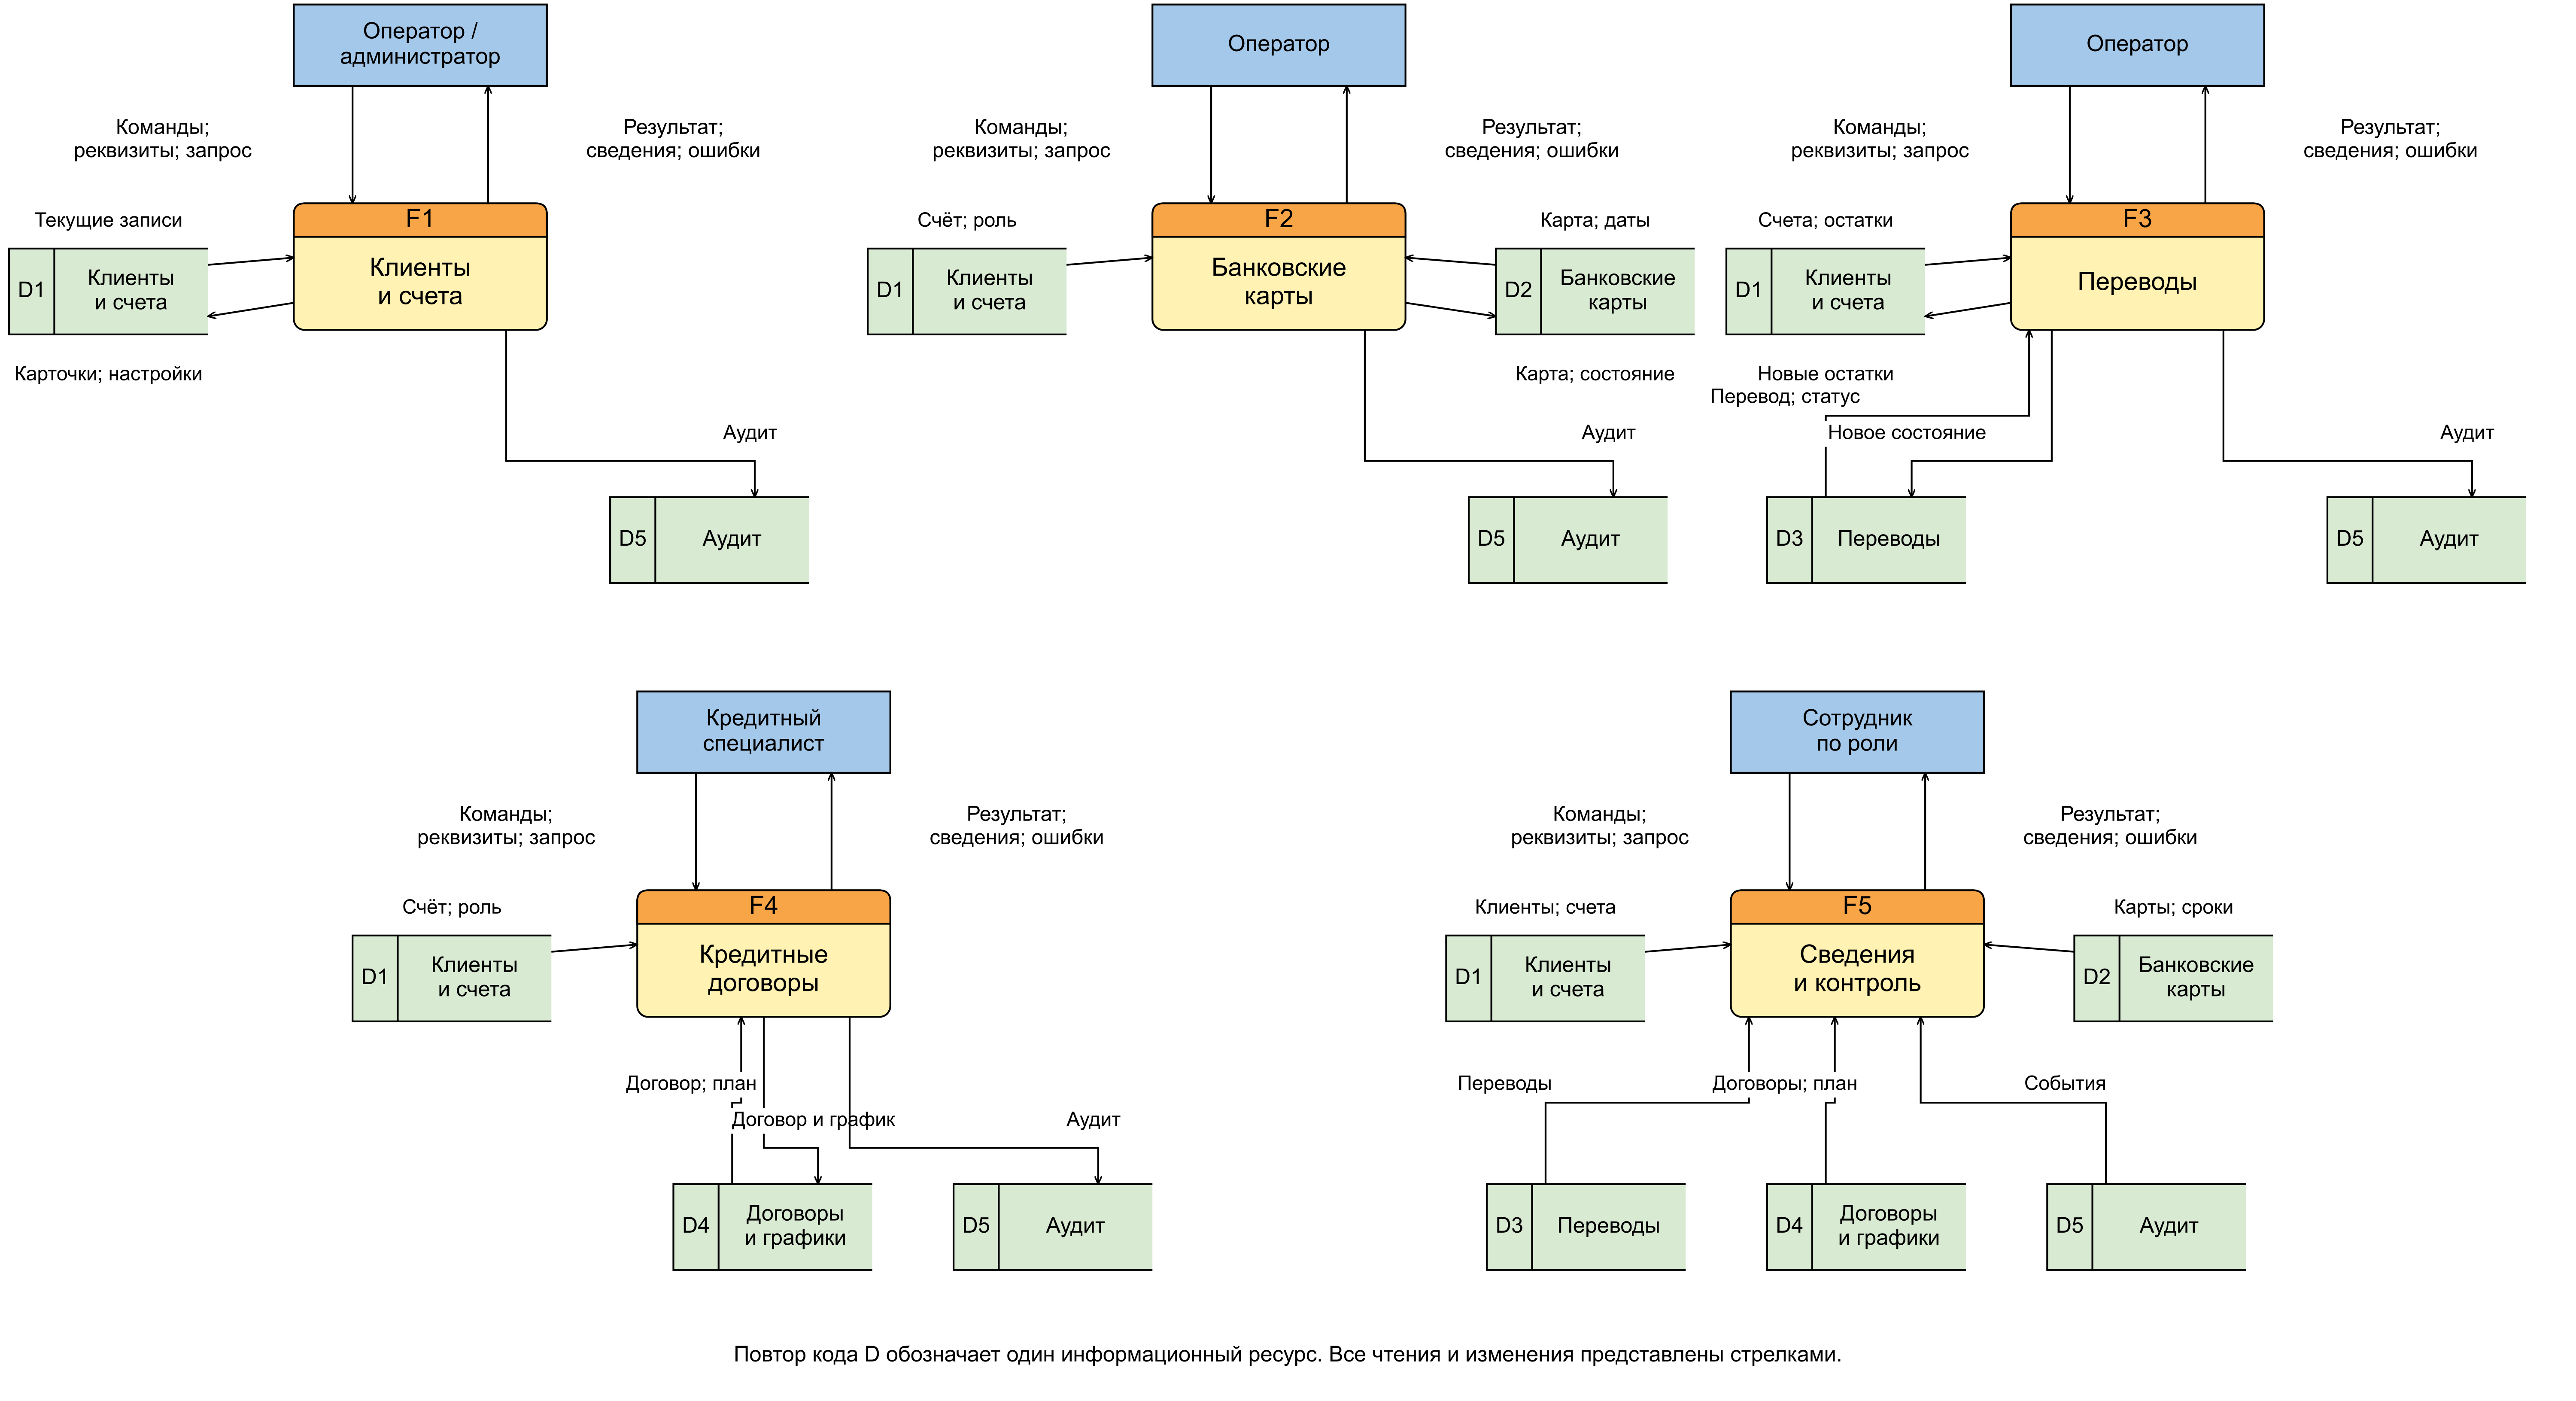 Оператор /
администратор
Команды;
реквизиты; запрос
Результат;
сведения; ошибки
Текущие записи
F1
Клиенты
и счета
D1
Клиенты
и счета
Карточки; настройки
Аудит
D5
Аудит
Оператор
Команды;
реквизиты; запрос
Результат;
сведения; ошибки
Счёт; роль
F2
Банковские
карты
Карта; даты
D1
Клиенты
и счета
D2
Банковские
карты
Карта; состояние
Аудит
D5
Аудит
Оператор
Команды;
реквизиты; запрос
Результат;
сведения; ошибки
Счета; остатки
F3
Переводы
D1
Клиенты
и счета
Новые остатки
Перевод; статус
Новое состояние
Аудит
D3
Переводы
D5
Аудит
Кредитный
специалист
Команды;
реквизиты; запрос
Результат;
сведения; ошибки
Счёт; роль
F4
Кредитные
договоры
D1
Клиенты
и счета
Договор; план
Договор и график
Аудит
D4
Договоры
и графики
D5
Аудит
Сотрудник
по роли
Команды;
реквизиты; запрос
Результат;
сведения; ошибки
Клиенты; счета
F5
Сведения
и контроль
Карты; сроки
D1
Клиенты
и счета
D2
Банковские
карты
Переводы
Договоры; план
События
D3
Переводы
D4
Договоры
и графики
D5
Аудит
Повтор кода D обозначает один информационный ресурс. Все чтения и изменения представлены стрелками.